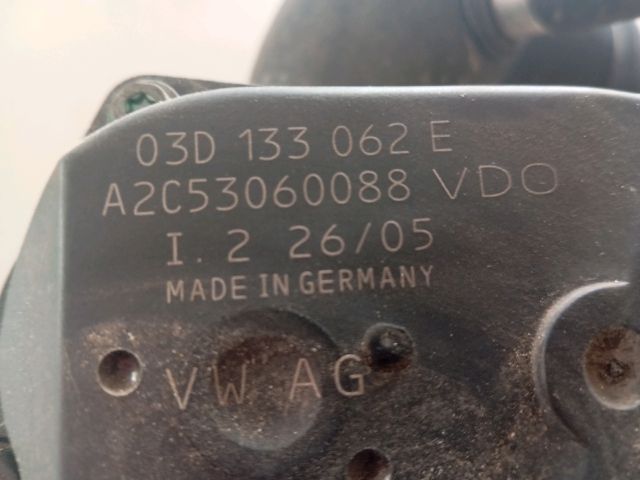 03D 133 062 E
A2C53060088 VDO
I. 2 26/05
MADE IN GERMANY
VW AG